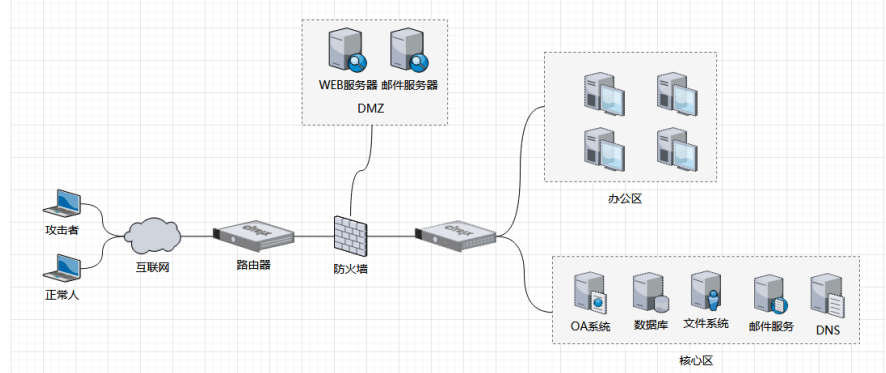 WEB服务器 邮件服务器
DMZ
办公区
攻击者
互联网
正常人
citrix
路由器
防火墙
citrix
OA系统
数据库
文件系统
邮件服务
DNS
核心区